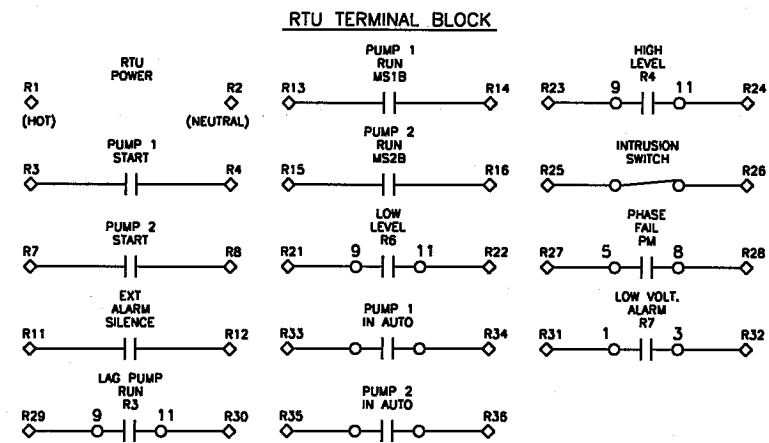 RTU TERMINAL BLOCK
RTU
POWER
R1
R2
(HOT)
(NEUTRAL)
PUMP 1
START
R3
R4
PUMP 2
START
R7
R8
EXT
ALARM
SILENCE
R11
R12
LAG PUMP
RUN
R3
R29
9
11
R30
PUMP 1
RUN
MS1B
R13
R14
PUMP 2
RUN
MS2B
R15
R16
LOW
LEVEL
R6
R21
9
11
R22
PUMP 1
IN AUTO
R33
R34
PUMP 2
IN AUTO
R35
R36
HIGH
LEVEL
R4
R23
9
11
R24
INTRUSION
SWITCH
R25
R26
PHASE
FAIL
PM
R27
5
8
R28
LOW VOLT.
ALARM
R7
R31
1
3
R32